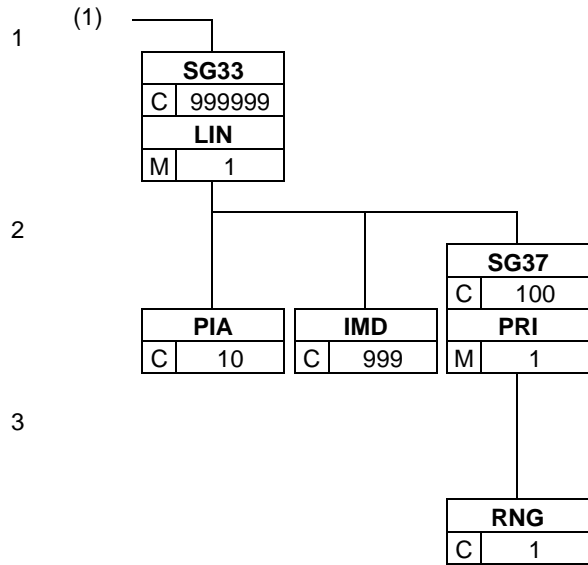 (1)
1
SG33
C 999999
LIN
M 1
2
SG37
C 100
PIA
C 10
IMD
C 999
PRI
M 1
3
RNG
C 1